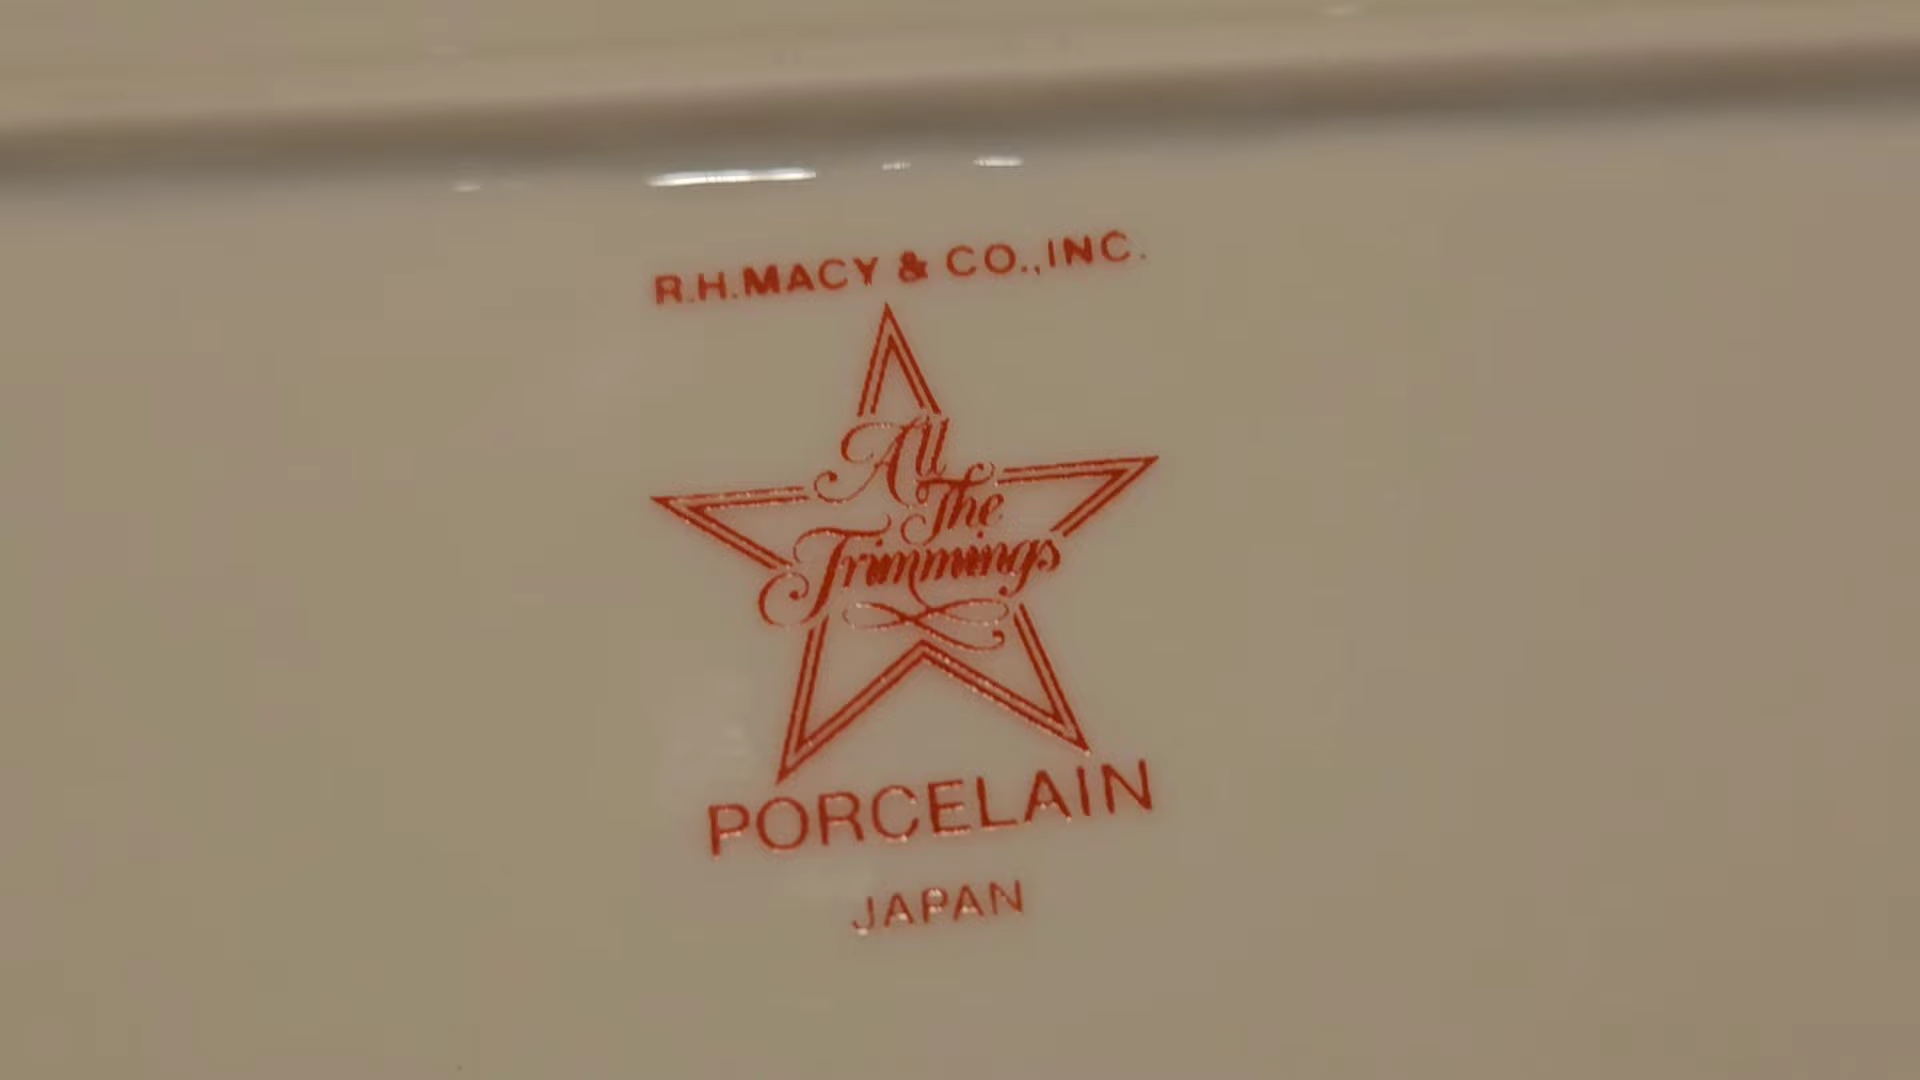 R.H.MACY & CO.,INC.
All
The
Trimmings
PORCELAIN
JAPAN